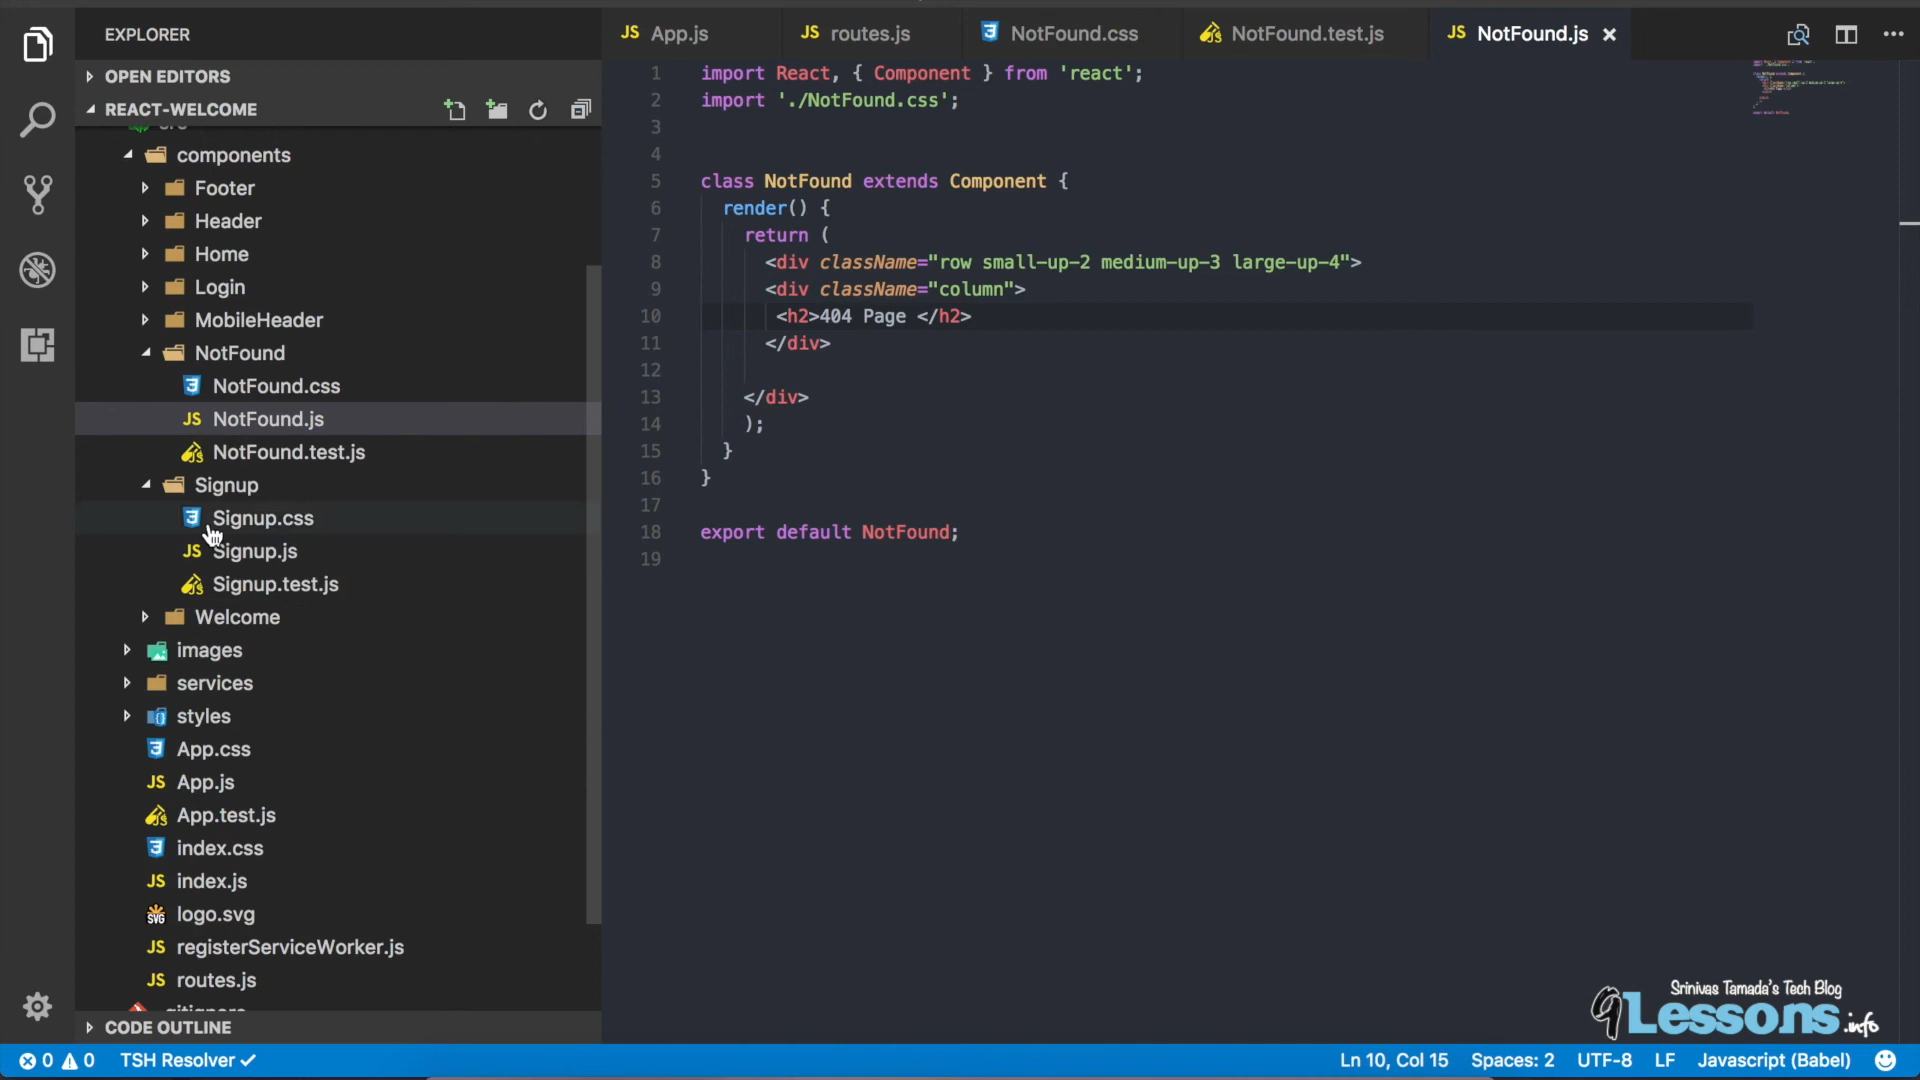 EXPLORER
OPEN EDITORS
REACT-WELCOME
src
components
Footer
Header
Home
Login
MobileHeader
NotFound
NotFound.css
JS NotFound.js
NotFound.test.js
Signup
Signup.css
JS Signup.js
Signup.test.js
Welcome
images
services
styles
App.css
JS App.js
App.test.js
index.css
JS index.js
SVG logo.svg
JS registerServiceWorker.js
JS routes.js
.gitignore
CODE OUTLINE
JS App.js
JS routes.js
NotFound.css
NotFound.test.js
JS NotFound.js
1 import React, { Component } from 'react';
2 import './NotFound.css';
3
4
5 class NotFound extends Component {
6 render() {
7 return (
8 <div className="row small-up-2 medium-up-3 large-up-4">
9 <div className="column">
10 <h2>404 Page </h2>
11 </div>
12
13 </div>
14 );
15 }
16 }
17
18 export default NotFound;
19
Srinivas Tamada's Tech Blog
9Lessons.info
0 0 TSH Resolver
Ln 10, Col 15 Spaces: 2 UTF-8 LF Javascript (Babel)